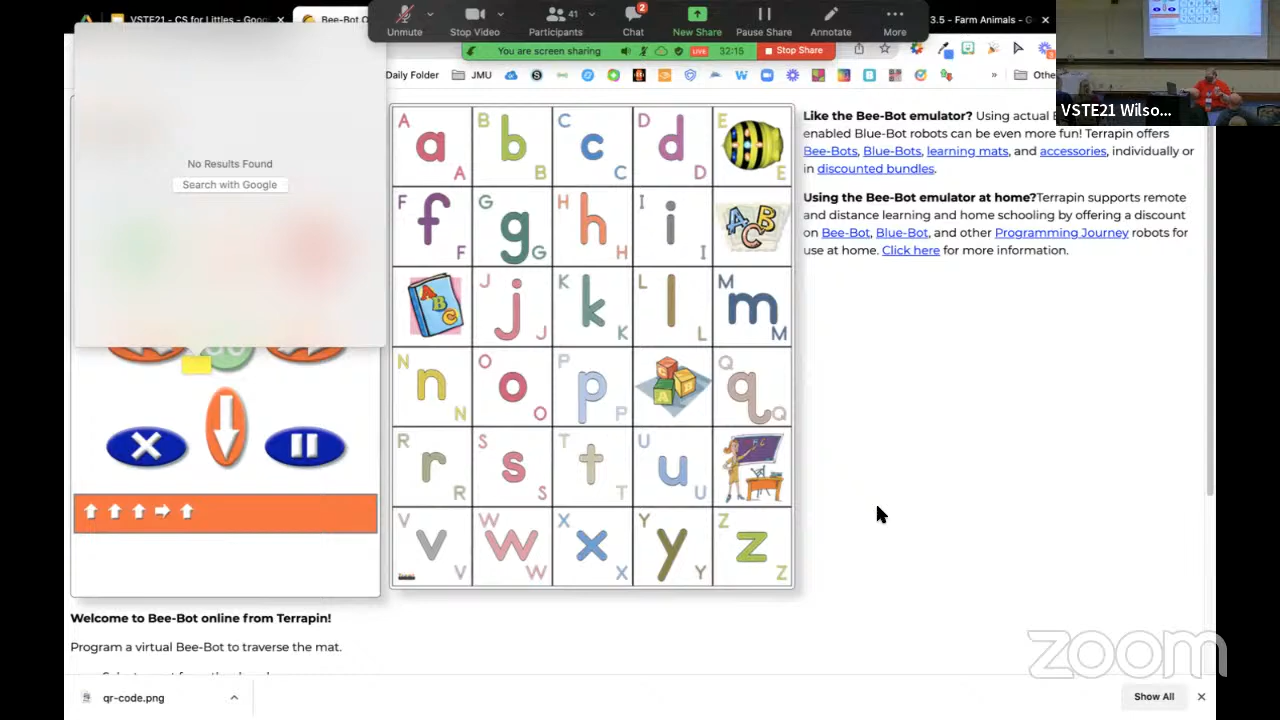 VSTE21 - CS for Littles - Goog
Bee-Bot O
3.5 - Farm Animals - G
Unmute
Stop Video
41
Participants
2
Chat
New Share
Pause Share
Annotate
More
You are screen sharing
LIVE
32:15
Stop Share
Daily Folder
JMU
W
»
Othe
VSTE21 Wilso...
No Results Found
Search with Google
A a A
B b B
C c C
D d D
E E
F f F
G g G
H h H
I i I
A B C
A B C
J j J
K k K
L l L
M m M
N n N
O o O
P p P
A
Q q Q
R r R
S s S
T t T
U u U
V v V
W w W
X x X
Y y Y
Z z Z
Like the Bee-Bot emulator? Using actual
enabled Blue-Bot robots can be even more fun! Terrapin offers
Bee-Bots, Blue-Bots, learning mats, and accessories, individually or
in discounted bundles.
Using the Bee-Bot emulator at home?Terrapin supports remote
and distance learning and home schooling by offering a discount
on Bee-Bot, Blue-Bot, and other Programming Journey robots for
use at home. Click here for more information.
Welcome to Bee-Bot online from Terrapin!
Program a virtual Bee-Bot to traverse the mat.
zoom
qr-code.png
Show All